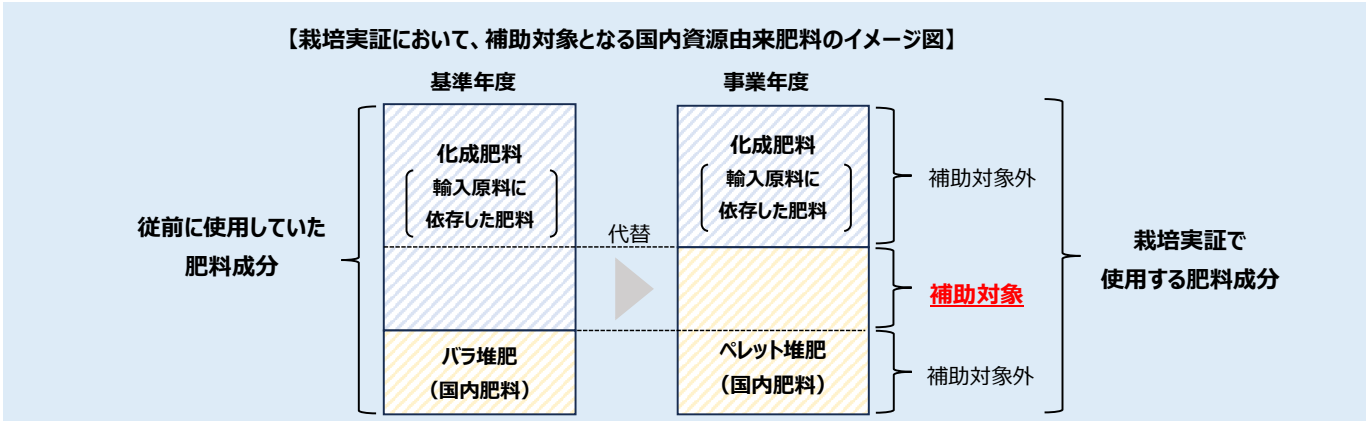 【栽培実証において、補助対象となる国内資源由来肥料のイメージ図】
基準年度
事業年度
従前に使用していた
肥料成分
化成肥料
輸入原料に
依存した肥料
バラ堆肥
（国内肥料）
代替
化成肥料
輸入原料に
依存した肥料
ペレット堆肥
（国内肥料）
補助対象外
補助対象
補助対象外
栽培実証で
使用する肥料成分